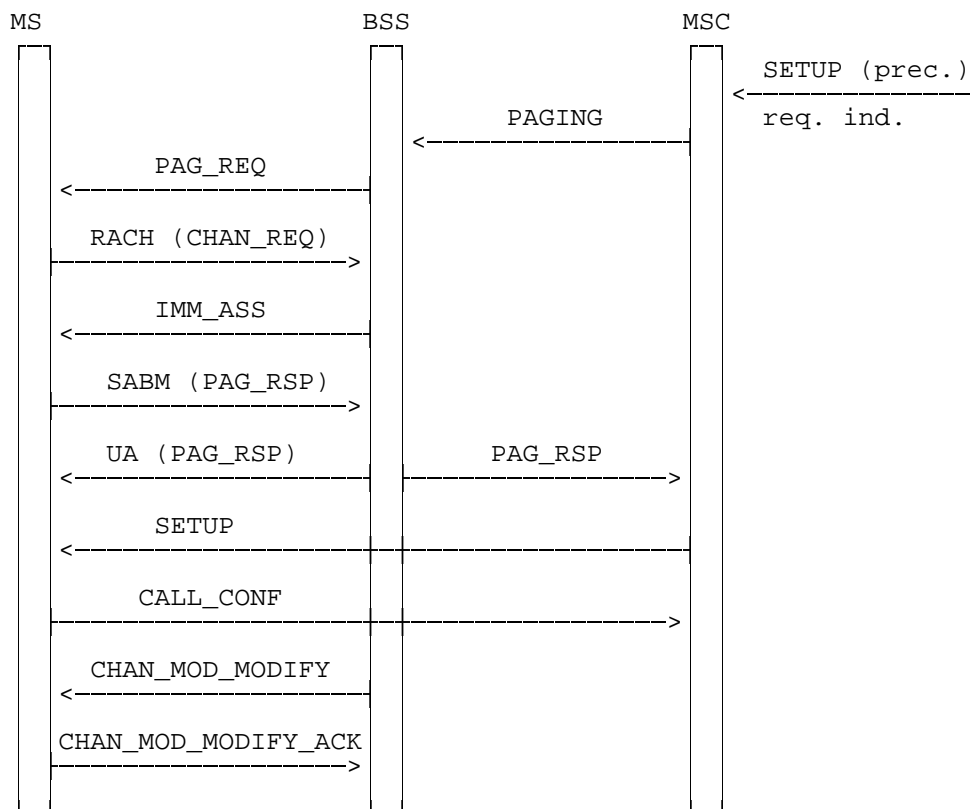 MS BSS MSC
SETUP (prec.)
PAGING
req. ind.
PAG_REQ
RACH (CHAN_REQ)
IMM_ASS
SABM (PAG_RSP)
UA (PAG_RSP) PAG_RSP
SETUP
CALL_CONF
CHAN_MOD_MODIFY
CHAN_MOD_MODIFY_ACK